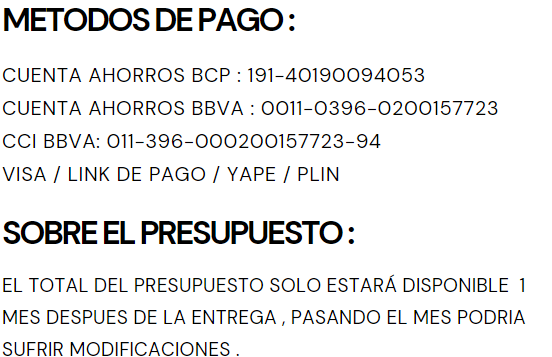 METODOS DE PAGO :
CUENTA AHORROS BCP : 191-40190094053
CUENTA AHORROS BBVA : 0011-0396-0200157723
CCI BBVA: 011-396-000200157723-94
VISA / LINK DE PAGO / YAPE / PLIN
SOBRE EL PRESUPUESTO :
EL TOTAL DEL PRESUPUESTO SOLO ESTARÁ DISPONIBLE 1
MES DESPUES DE LA ENTREGA , PASANDO EL MES PODRIA
SUFRIR MODIFICACIONES .